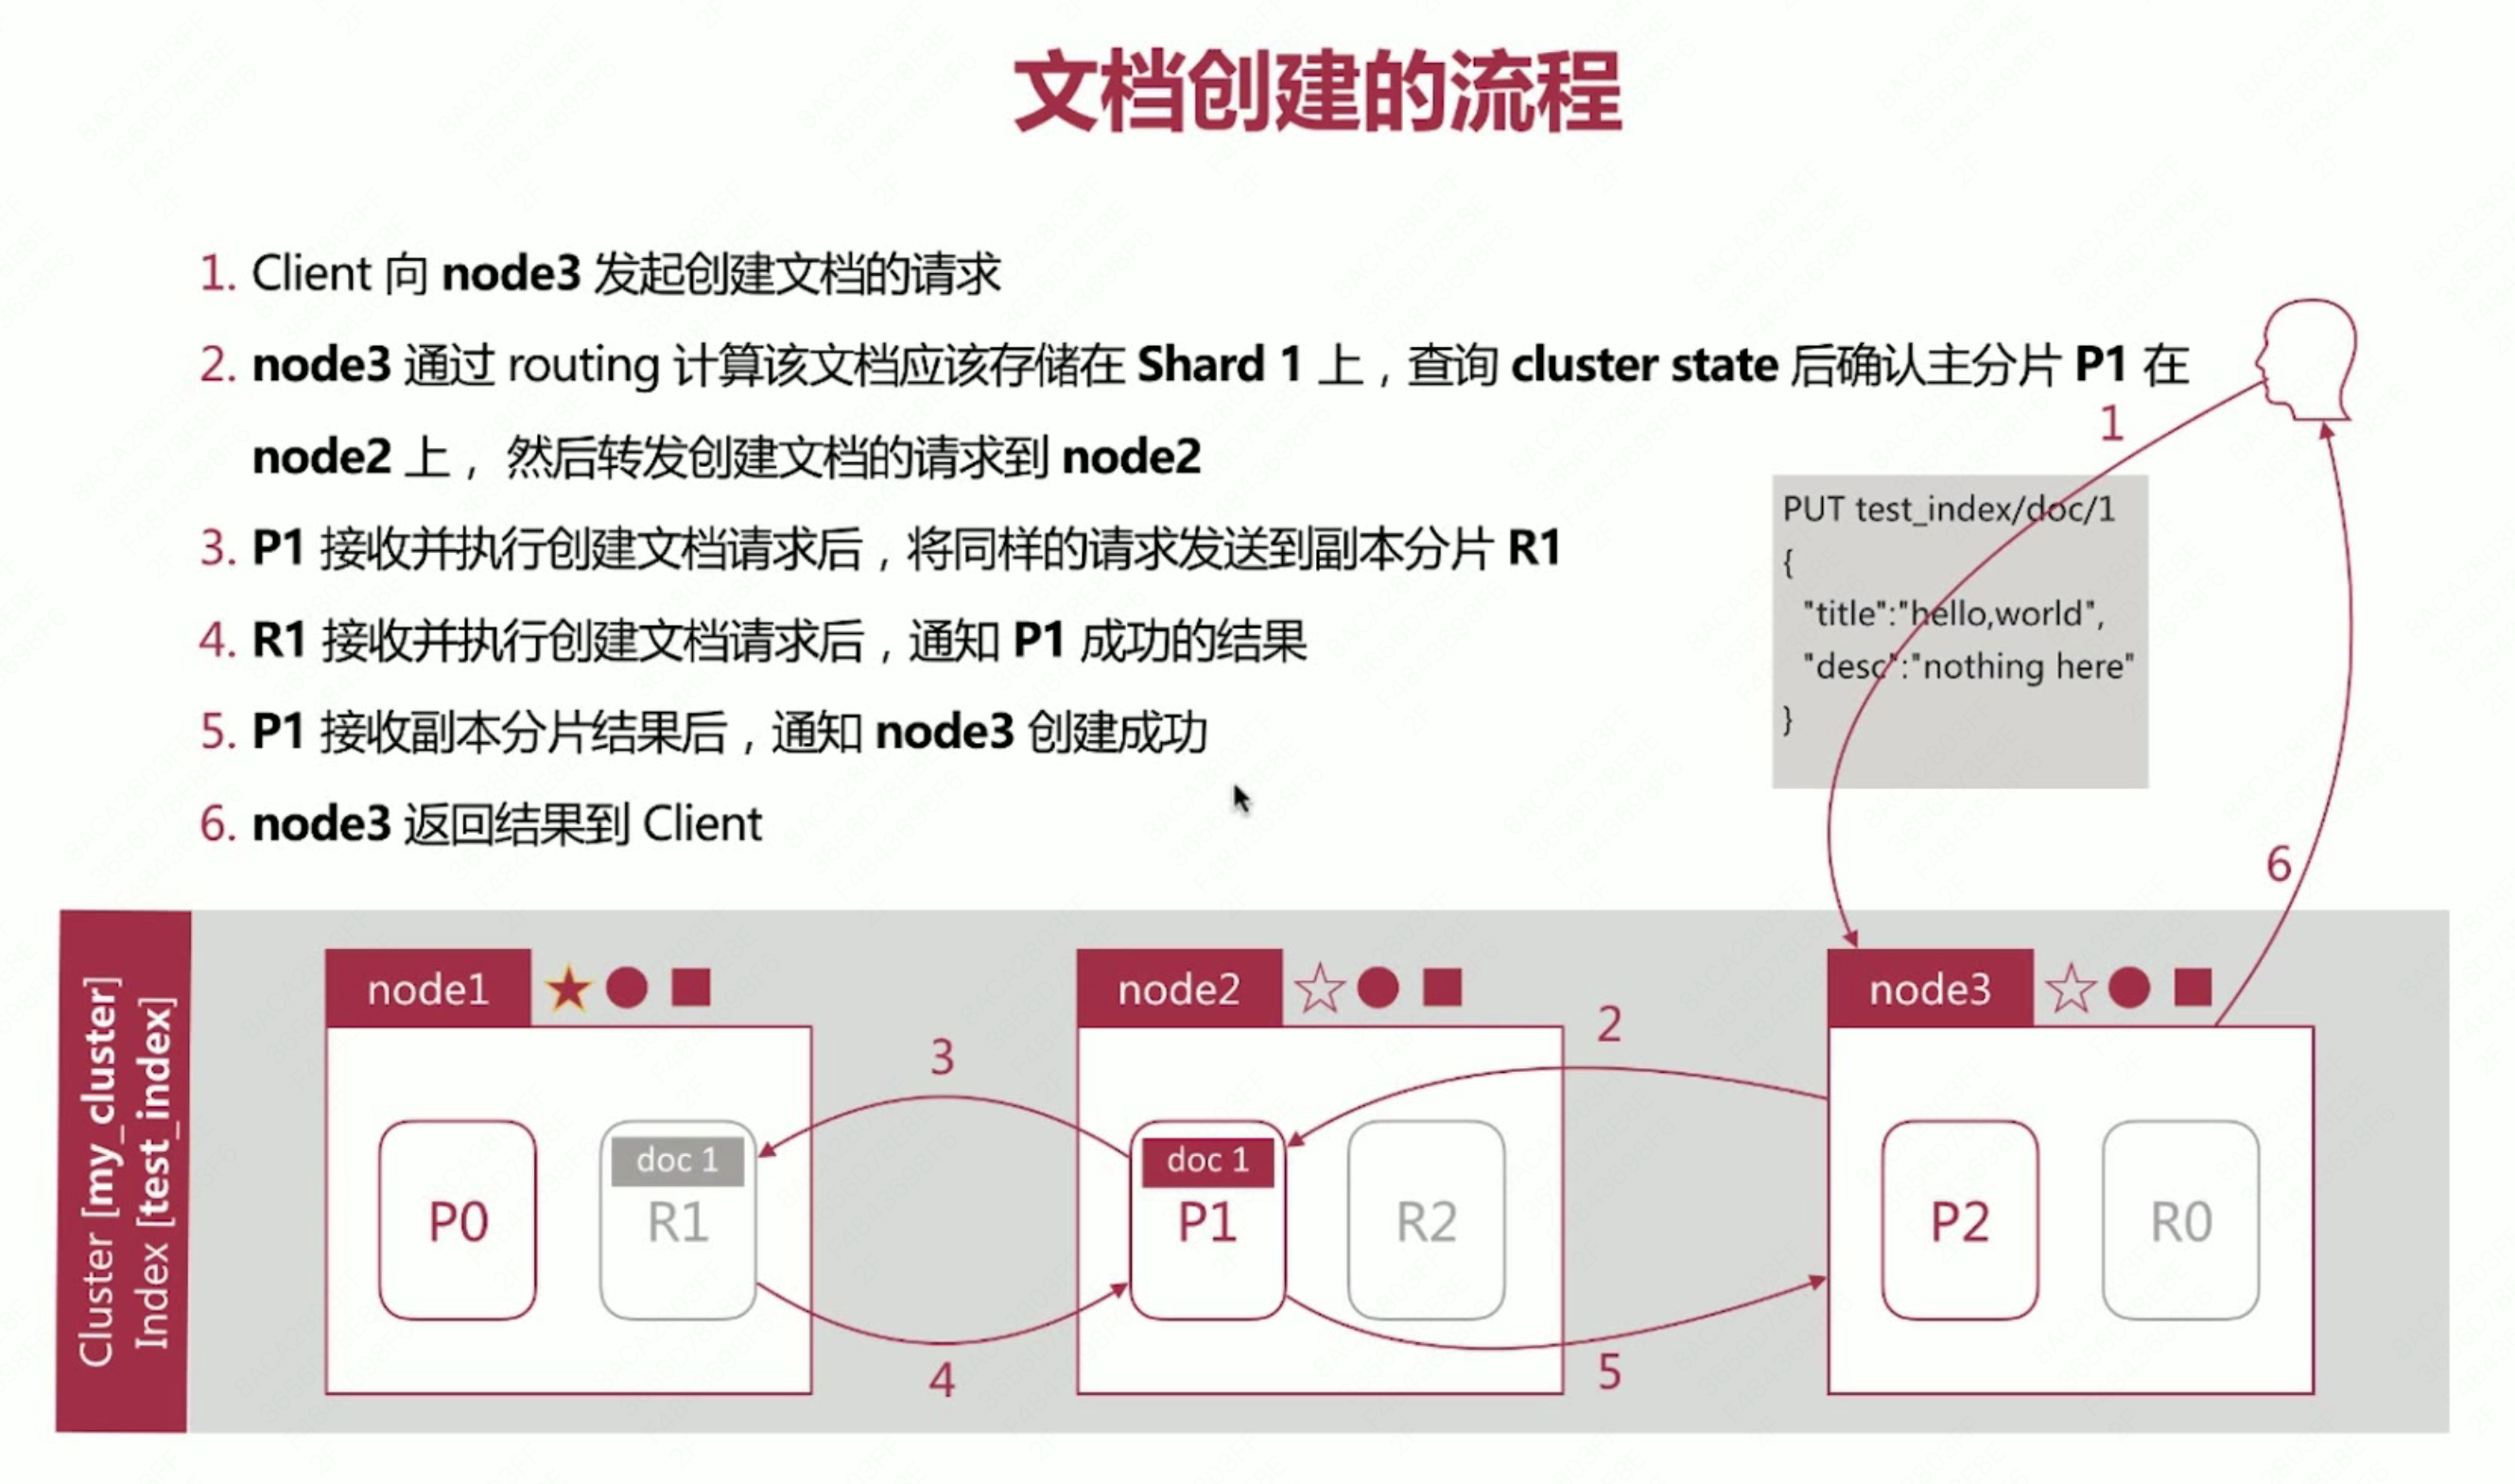 文档创建的流程
1. Client 向 node3 发起创建文档的请求
2. node3 通过 routing 计算该文档应该存储在 Shard 1 上，查询 cluster state 后确认主分片 P1 在
node2 上， 然后转发创建文档的请求到 node2
3. P1 接收并执行创建文档请求后，将同样的请求发送到副本分片 R1
4. R1 接收并执行创建文档请求后，通知 P1 成功的结果
5. P1 接收副本分片结果后，通知 node3 创建成功
6. node3 返回结果到 Client
1
PUT test_index/doc/1
{
"title":"hello,world",
"desc":"nothing here"
}
6
Cluster [my_cluster]
Index [test_index]
node1
node2
node3
3
2
doc 1
doc 1
P0
R1
P1
R2
P2
R0
4
5